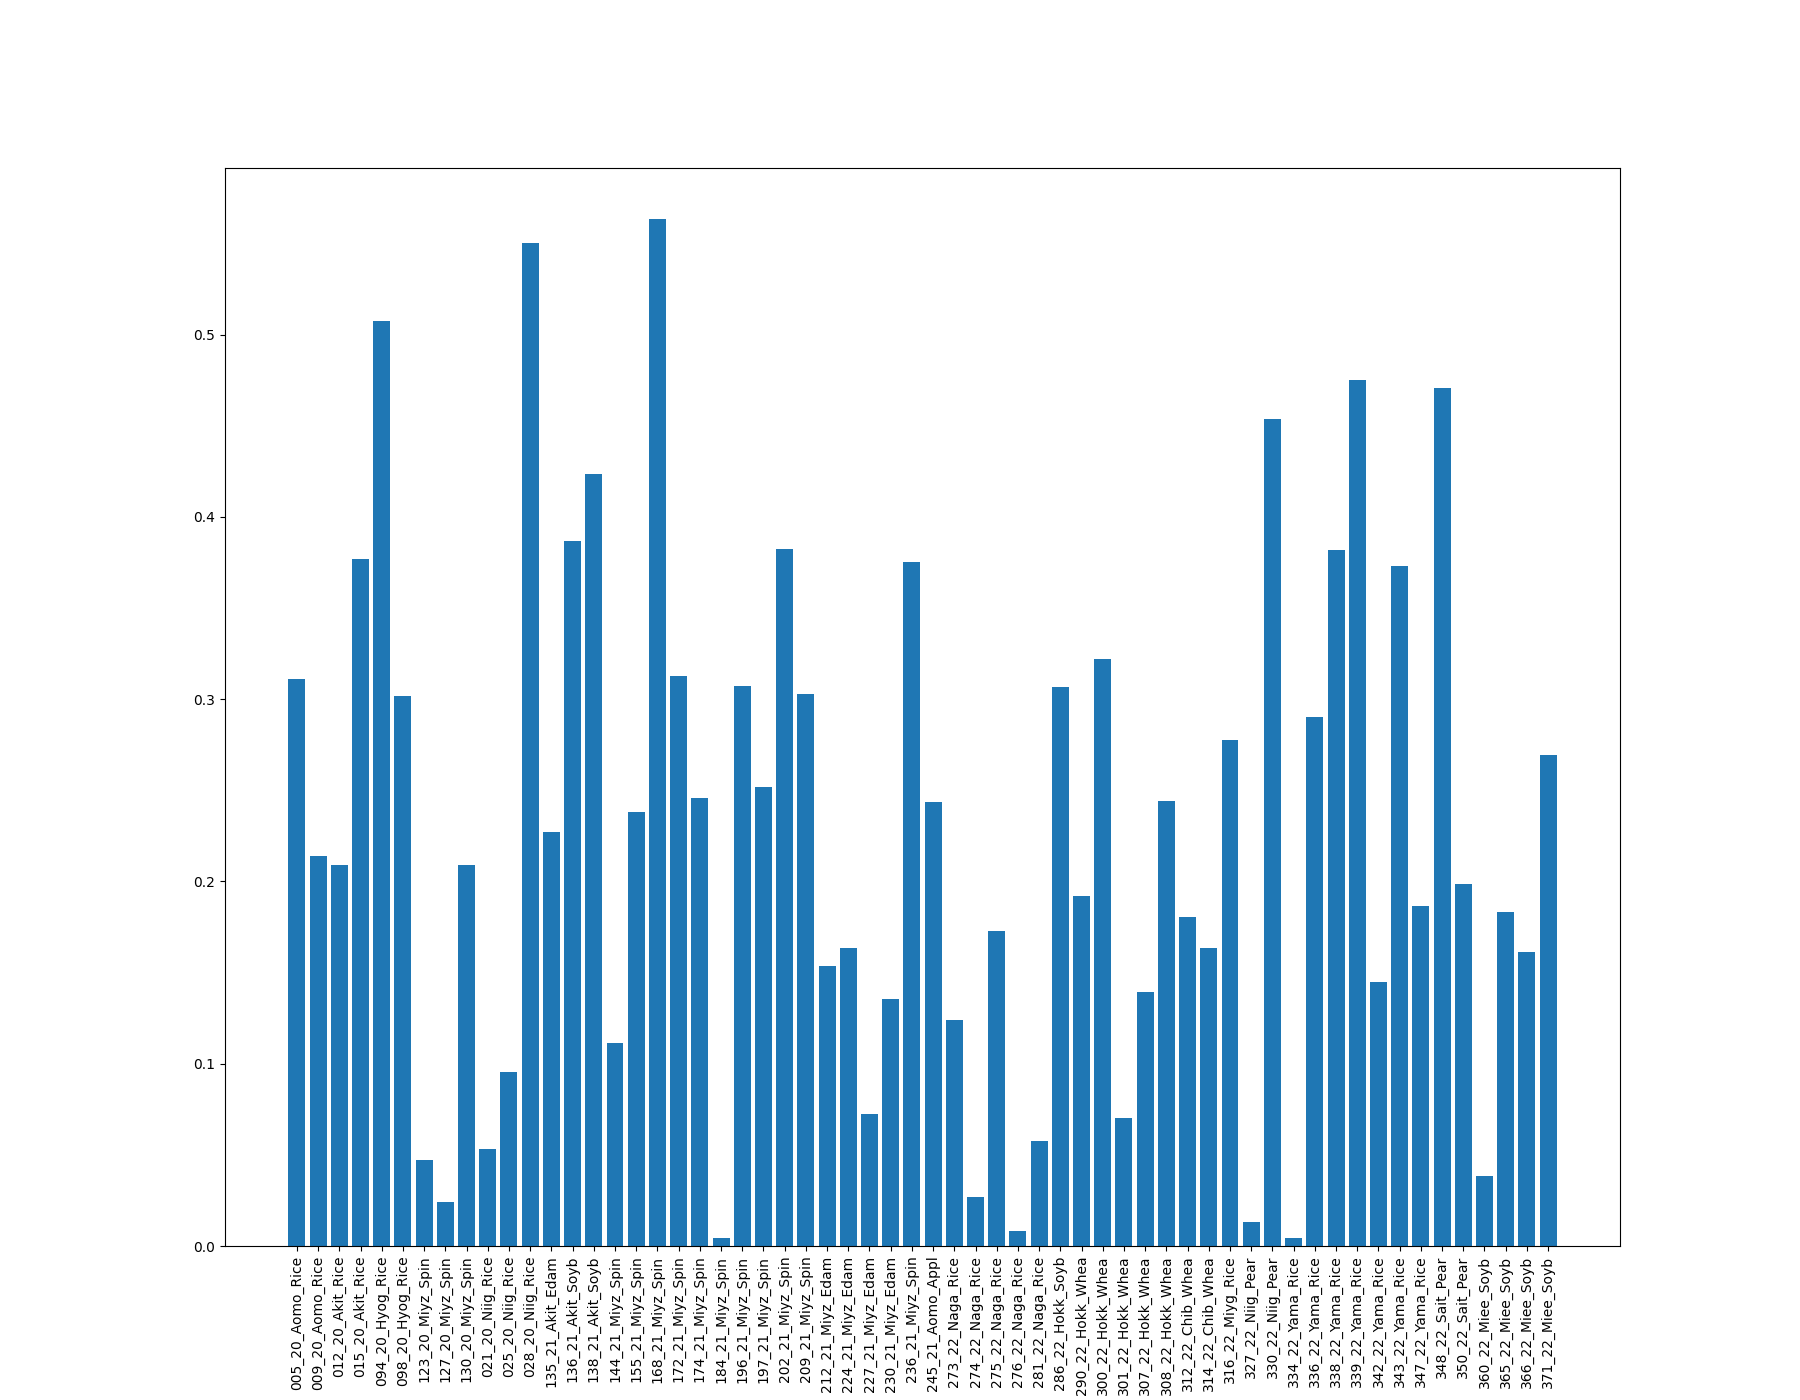 0.5
0.4
0.3
0.2
0.1
0.0
005_20_Aomo_Rice
009_20_Aomo_Rice
012_20_Akit_Rice
015_20_Akit_Rice
094_20_Hyog_Rice
098_20_Hyog_Rice
123_20_Miyz_Spin
127_20_Miyz_Spin
130_20_Miyz_Spin
021_20_Niig_Rice
025_20_Niig_Rice
028_20_Niig_Rice
135_21_Akit_Edam
136_21_Akit_Soyb
138_21_Akit_Soyb
144_21_Miyz_Spin
155_21_Miyz_Spin
168_21_Miyz_Spin
172_21_Miyz_Spin
174_21_Miyz_Spin
184_21_Miyz_Spin
196_21_Miyz_Spin
197_21_Miyz_Spin
202_21_Miyz_Spin
209_21_Miyz_Spin
212_21_Miyz_Edam
224_21_Miyz_Edam
227_21_Miyz_Edam
230_21_Miyz_Edam
236_21_Miyz_Spin
245_21_Aomo_Appl
273_22_Naga_Rice
274_22_Naga_Rice
275_22_Naga_Rice
276_22_Naga_Rice
281_22_Naga_Rice
286_22_Hokk_Soyb
290_22_Hokk_Whea
300_22_Hokk_Whea
301_22_Hokk_Whea
307_22_Hokk_Whea
308_22_Hokk_Whea
312_22_Chib_Whea
314_22_Chib_Whea
316_22_Miyg_Rice
327_22_Niig_Pear
330_22_Niig_Pear
334_22_Yama_Rice
336_22_Yama_Rice
338_22_Yama_Rice
339_22_Yama_Rice
342_22_Yama_Rice
343_22_Yama_Rice
347_22_Yama_Rice
348_22_Sait_Pear
350_22_Sait_Pear
360_22_Miee_Soyb
365_22_Miee_Soyb
366_22_Miee_Soyb
371_22_Miee_Soyb